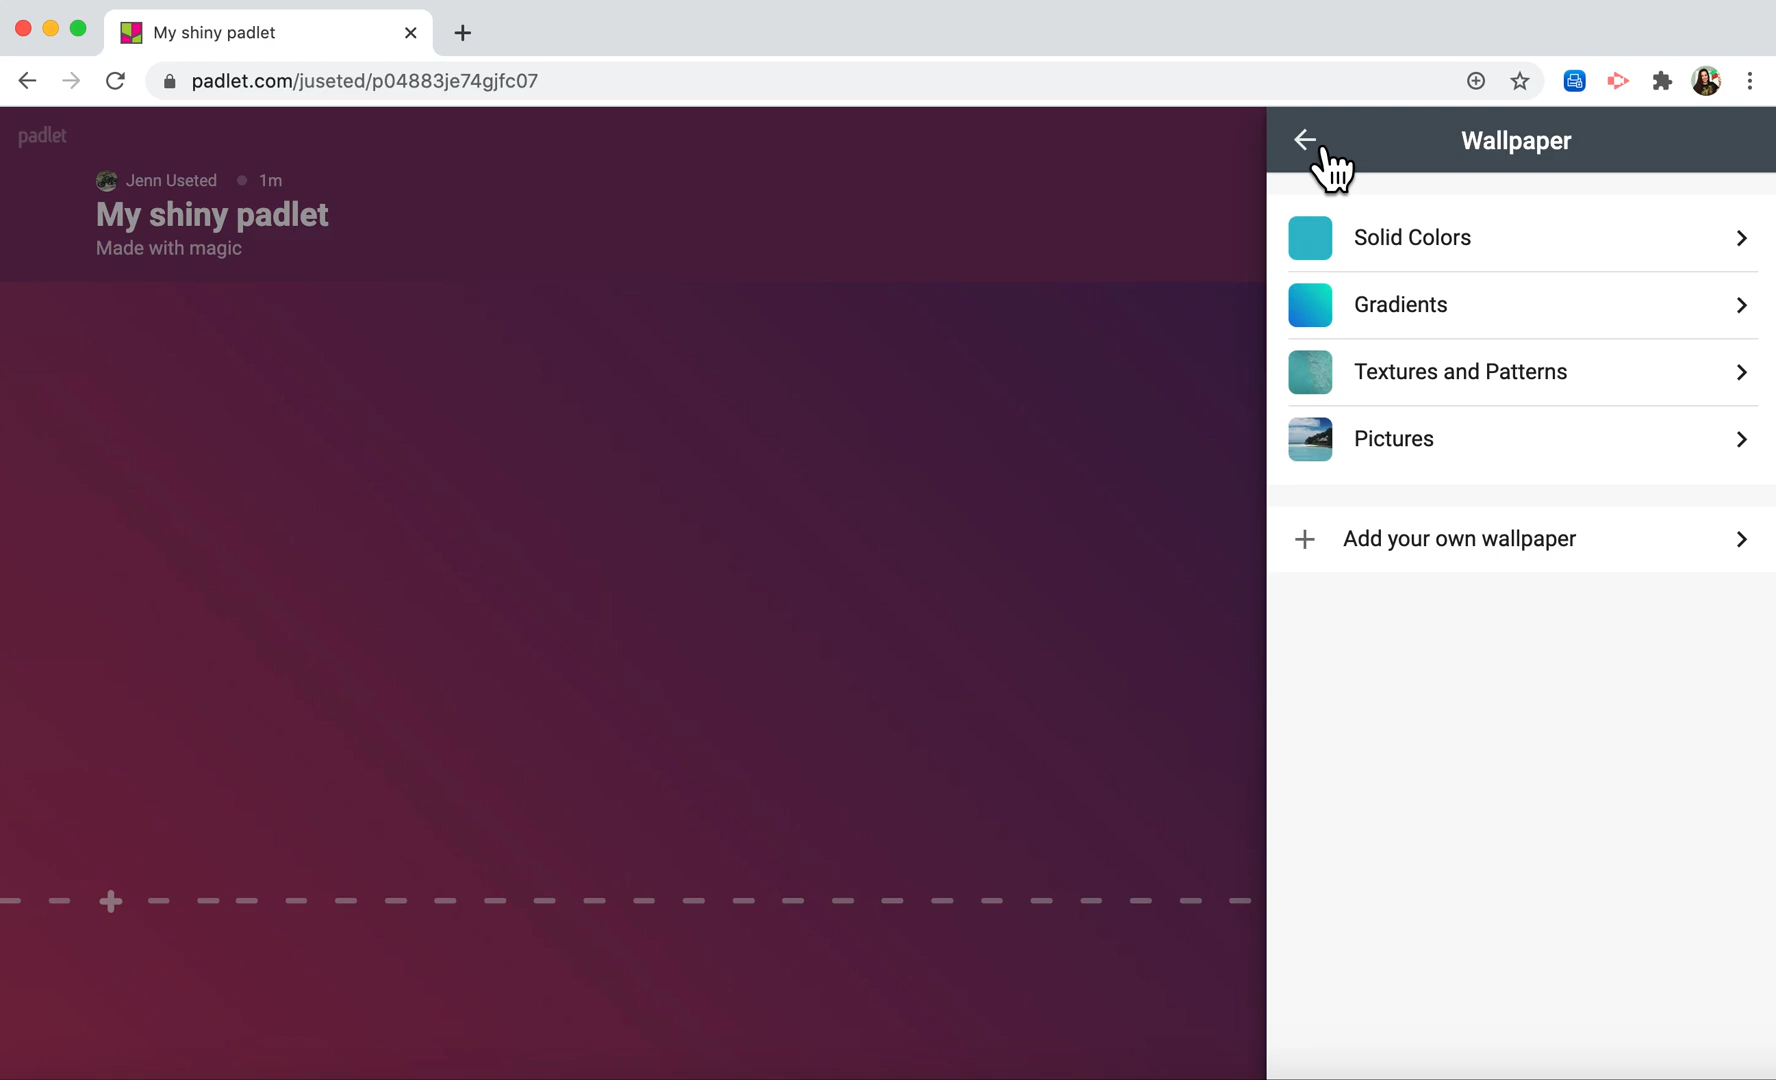 My shiny padlet
padlet.com/juseted/p04883je74gjfc07
padlet
Jenn Useted 1m
My shiny padlet
Made with magic
Wallpaper
Solid Colors
Gradients
Textures and Patterns
Pictures
Add your own wallpaper